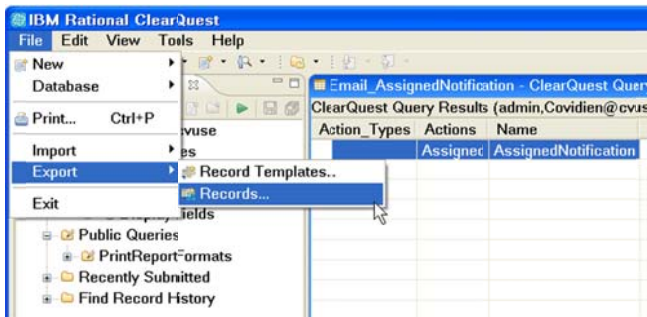 IBM Rational ClearQuest
File Edit View Tools Help
New
Database
Print... Ctrl+P
Import
Export
Exit
Record Templates..
Records...
Public Queries
PrintReportFormats
Recently Submitted
Find Record History
Email_AssignedNotification - ClearQuest Quer
ClearQuest Query Results (admin,Covidien@cvus
Action_Types Actions Name
Assigned AssignedNotification